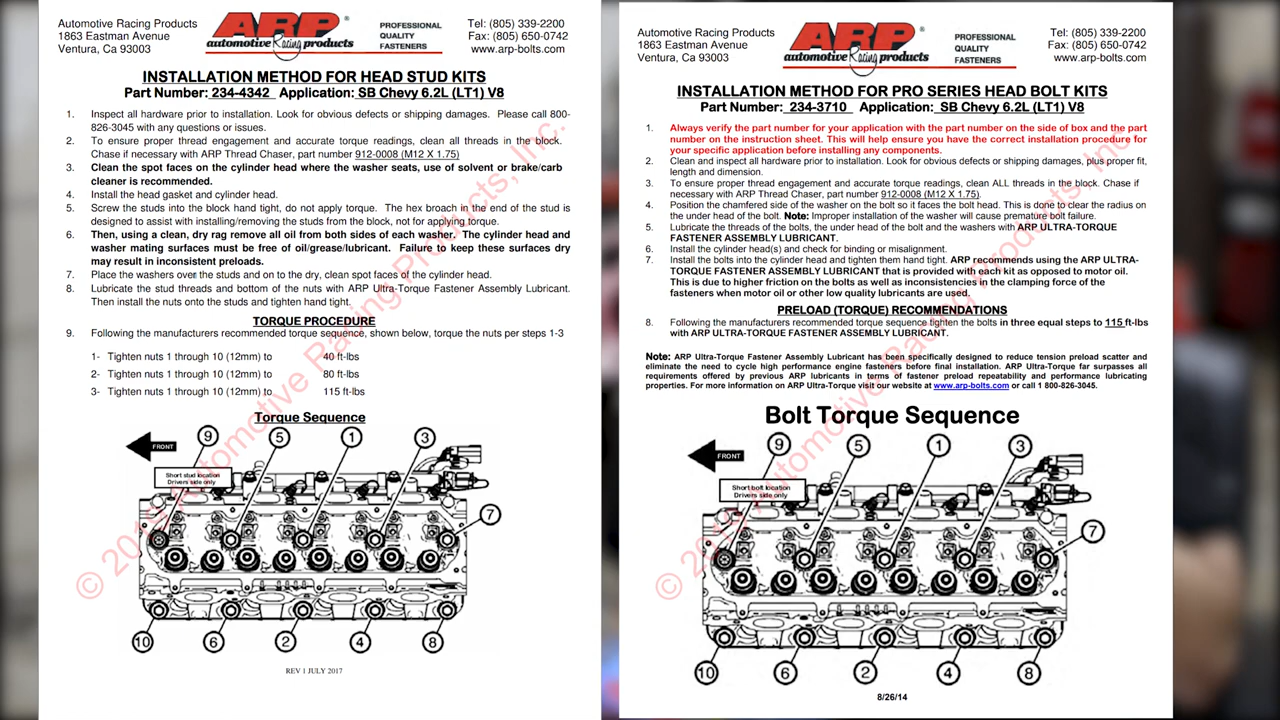 Automotive Racing Products
1863 Eastman Avenue
Ventura, Ca 93003
ARP ®
automotive Racing products
PROFESSIONAL
QUALITY
FASTENERS
Tel: (805) 339-2200
Fax: (805) 650-0742
www.arp-bolts.com
INSTALLATION METHOD FOR HEAD STUD KITS
Part Number: 234-4342 Application: SB Chevy 6.2L (LT1) V8
1. Inspect all hardware prior to installation. Look for obvious defects or shipping damages. Please call 800-
826-3045 with any questions or issues.
2. To ensure proper thread engagement and accurate torque readings, clean all threads in the block.
Chase if necessary with ARP Thread Chaser, part number 912-0008 (M12 X 1.75)
3. Clean the spot faces on the cylinder head where the washer seats, use of solvent or brake/carb
cleaner is recommended.
4. Install the head gasket and cylinder head.
5. Screw the studs into the block hand tight, do not apply torque. The hex broach in the end of the stud is
designed to assist with installing/removing the studs from the block, not for applying torque.
6. Then, using a clean, dry rag remove all oil from both sides of each washer. The cylinder head and
washer mating surfaces must be free of oil/grease/lubricant. Failure to keep these surfaces dry
may result in inconsistent preloads.
7. Place the washers over the studs and on to the dry, clean spot faces of the cylinder head.
8. Lubricate the stud threads and bottom of the nuts with ARP Ultra-Torque Fastener Assembly Lubricant.
Then install the nuts onto the studs and tighten hand tight.
TORQUE PROCEDURE
9. Following the manufacturers recommended torque sequence, shown below, torque the nuts per steps 1-3
1- Tighten nuts 1 through 10 (12mm) to 40 ft-lbs
2- Tighten nuts 1 through 10 (12mm) to 80 ft-lbs
3- Tighten nuts 1 through 10 (12mm) to 115 ft-lbs
Torque Sequence
FRONT
9 5 1 3
Short stud location
Drivers side only
7
10 6 2 4 8
REV 1 JULY 2017
Automotive Racing Products, Inc.
Automotive Racing Products
1863 Eastman Avenue
Ventura, Ca 93003
ARP ®
automotive Racing products
PROFESSIONAL
QUALITY
FASTENERS
Tel: (805) 339-2200
Fax: (805) 650-0742
www.arp-bolts.com
INSTALLATION METHOD FOR PRO SERIES HEAD BOLT KITS
Part Number: 234-3710 Application: SB Chevy 6.2L (LT1) V8
1. Always verify the part number for your application with the part number on the side of box and the part
number on the instruction sheet. This will help ensure you have the correct installation procedure for
your specific application before installing any components.
2. Clean and inspect all hardware prior to installation. Look for obvious defects or shipping damages, plus proper fit,
length and dimension.
3. To ensure proper thread engagement and accurate torque readings, clean ALL threads in the block. Chase if
necessary with ARP Thread Chaser, part number 912-0008 (M12 X 1.75).
4. Position the chamfered side of the washer on the bolt so it faces the bolt head. This is done to clear the radius on
the under head of the bolt. Note: Improper installation of the washer will cause premature bolt failure.
5. Lubricate the threads of the bolts, the under head of the bolt and the washers with ARP ULTRA-TORQUE
FASTENER ASSEMBLY LUBRICANT.
6. Install the cylinder head(s) and check for binding or misalignment.
7. Install the bolts into the cylinder head and tighten them hand tight. ARP recommends using the ARP ULTRA-
TORQUE FASTENER ASSEMBLY LUBRICANT that is provided with each kit as opposed to motor oil.
This is due to higher friction on the bolts as well as inconsistencies in the clamping force of the
fasteners when motor oil or other low quality lubricants are used.
PRELOAD (TORQUE) RECOMMENDATIONS
8. Following the manufacturers recommended torque sequence tighten the bolts in three equal steps to 115 ft-lbs
with ARP ULTRA-TORQUE FASTENER ASSEMBLY LUBRICANT.
Note: ARP Ultra-Torque Fastener Assembly Lubricant has been specifically designed to reduce tension preload scatter and
eliminate the need to cycle high performance engine fasteners before final installation. ARP Ultra-Torque far surpasses all
requirements offered by previous ARP lubricants in terms of fastener preload repeatability and performance lubricating
properties. For more information on ARP Ultra-Torque visit our website at www.arp-bolts.com or call 1 800-826-3045.
Bolt Torque Sequence
FRONT
9 5 1 3
Short bolt location
Drivers side only
7
10 6 2 4 8
8/26/14
Automotive Racing Products, Inc.